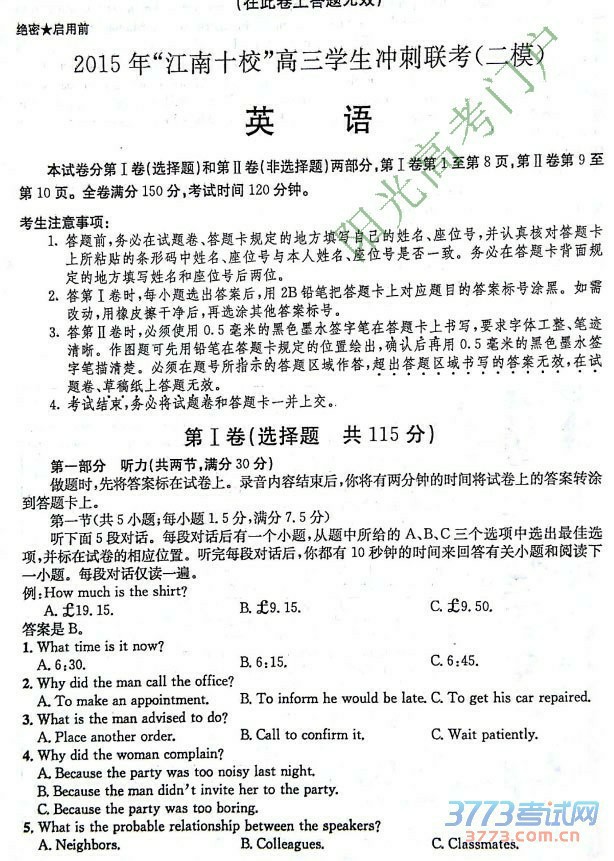 (在此卷上答题无效)
绝密★启用前
2015年“江南十校”高三学生冲刺联考(二模)
英 语
本试卷分第Ⅰ卷(选择题)和第Ⅱ卷(非选择题)两部分,第Ⅰ卷第1至第8页,第Ⅱ卷第9至
第10页。全卷满分150分,考试时间120分钟。
考生注意事项:
1. 答题前,务必在试题卷、答题卡规定的地方填写自己的姓名、座位号,并认真核对答题卡
上所粘贴的条形码中姓名、座位号与本人姓名、座位号是否一致。务必在答题卡背面规
定的地方填写姓名和座位号后两位。
2. 答第Ⅰ卷时,每小题选出答案后,用2B铅笔把答题卡上对应题目的答案标号涂黑。如需
改动,用橡皮擦干净后,再选涂其他答案标号。
3. 答第Ⅱ卷时,必须使用0.5毫米的黑色墨水签字笔在答题卡上书写,要求字体工整、笔迹
清晰。作图题可先用铅笔在答题卡规定的位置绘出,确认后再用0.5毫米的黑色墨水签
字笔描清楚。必须在题号所指示的答题区域作答,超出答题区域书写的答案无效,在试
题卷、草稿纸上答题无效。
4. 考试结束,务必将试题卷和答题卡一并上交。
第Ⅰ卷(选择题 共115分)
第一部分 听力(共两节,满分30分)
做题时,先将答案标在试卷上。录音内容结束后,你将有两分钟的时间将试卷上的答案转涂
到答题卡上。
第一节(共5小题;每小题1.5分,满分7.5分)
听下面5段对话。每段对话后有一个小题,从题中所给的A、B、C三个选项中选出最佳选
项,并标在试卷的相应位置。听完每段对话后,你都有10秒钟的时间来回答有关小题和阅读下
一小题。每段对话仅读一遍。
例:How much is the shirt?
A. £19.15. B. £9.15. C. £9.50.
答案是B。
1. What time is it now?
A. 6:30. B. 6:15. C. 6:45.
2. Why did the man call the office?
A. To make an appointment. B. To inform he would be late. C. To get his car repaired.
3. What is the man advised to do?
A. Place another order. B. Call to confirm it. C. Wait patiently.
4. Why did the woman complain?
A. Because the party was too noisy last night.
B. Because the man didn't invite her to the party.
C. Because the party was too boring.
5. What is the probable relationship between the speakers?
A. Neighbors. B. Colleagues. C. Classmates.
阳光高考门户
3773考试网
3773.com.cn